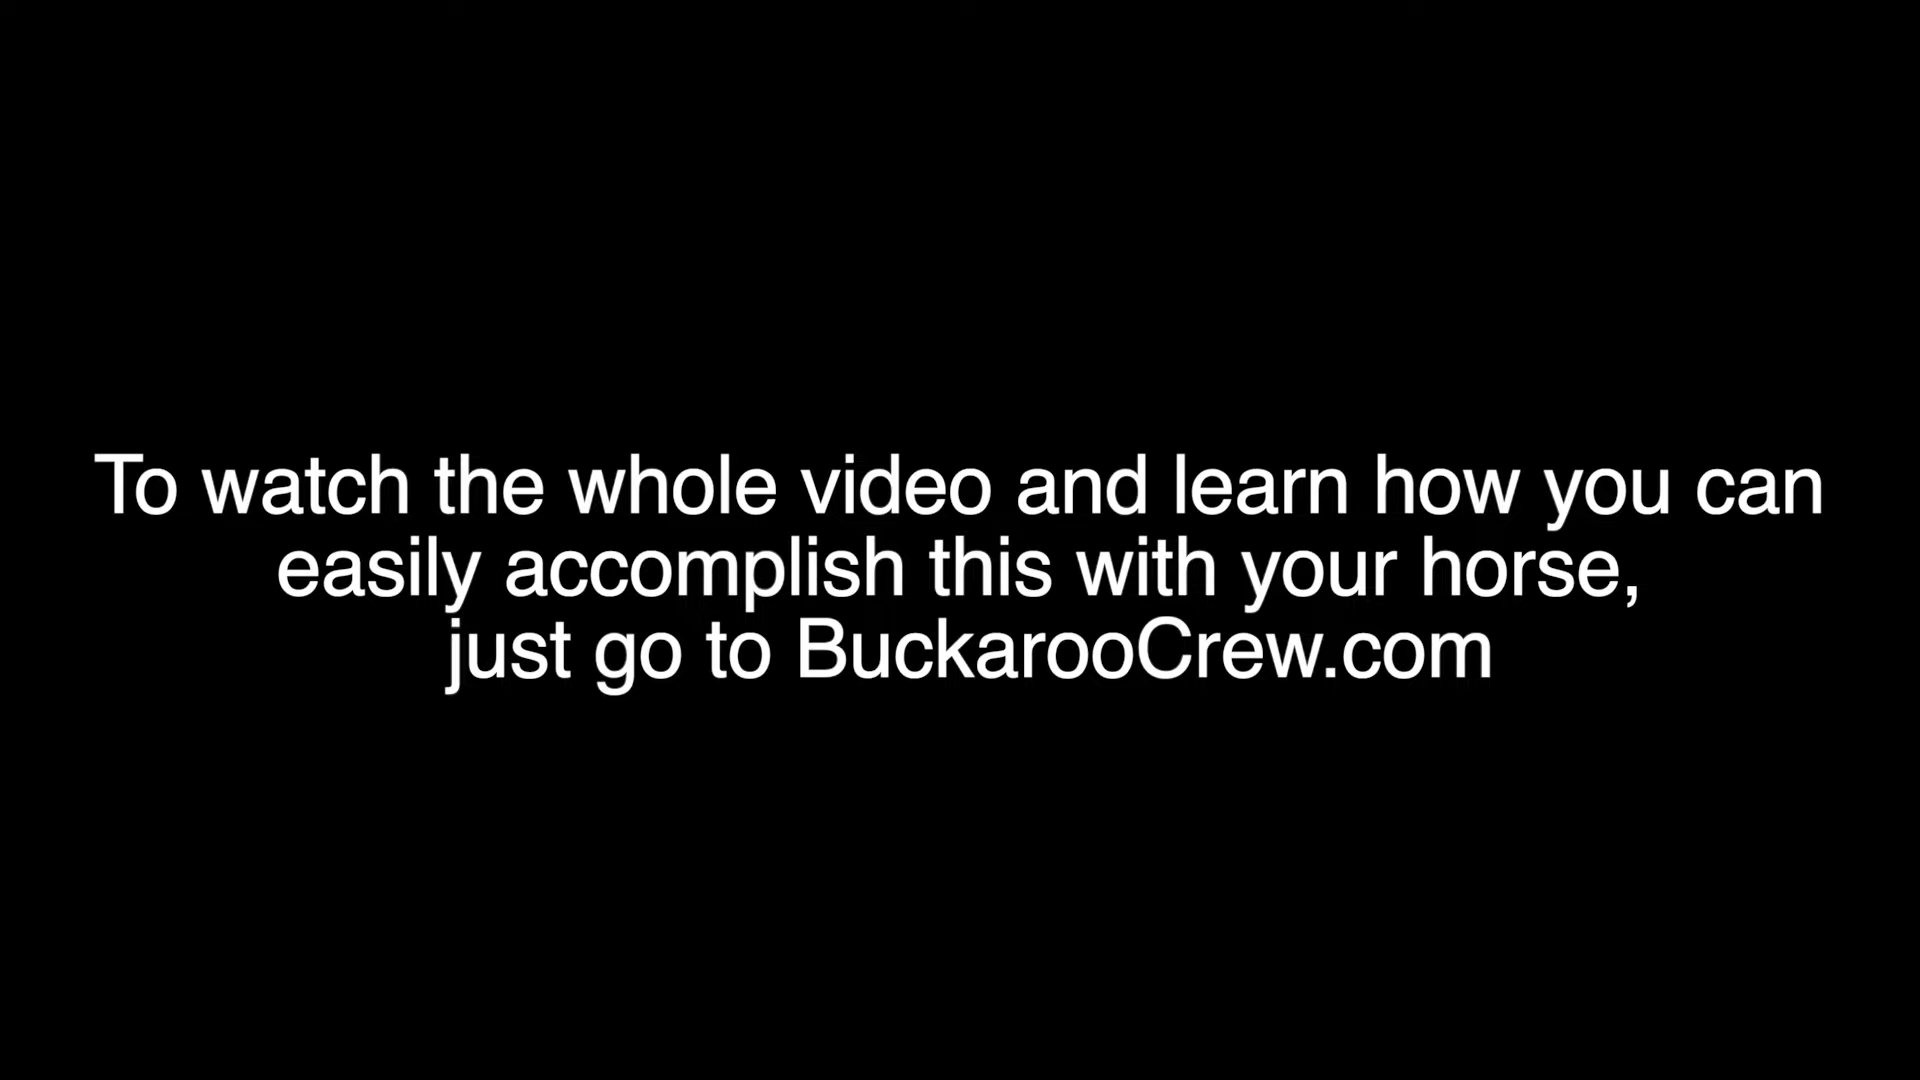 To watch the whole video and learn how you can
easily accomplish this with your horse,
just go to BuckarooCrew.com